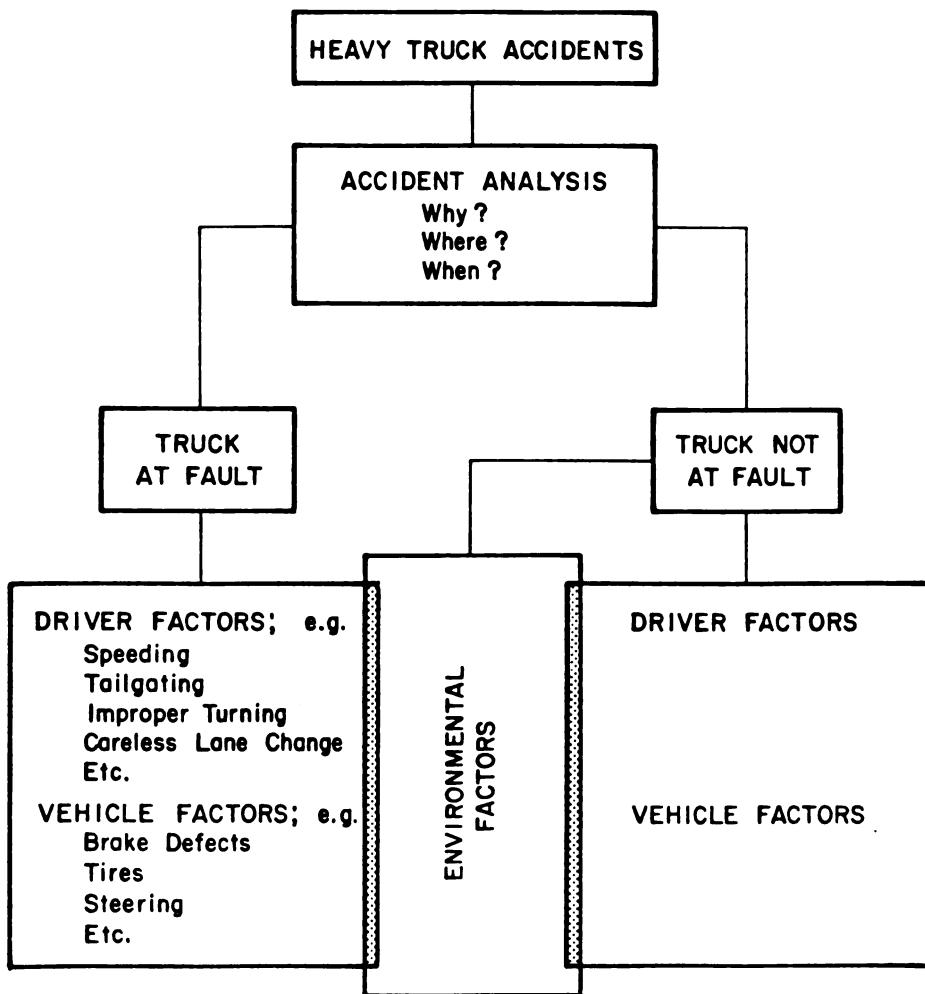 HEAVY TRUCK ACCIDENTS
ACCIDENT ANALYSIS
Why ?
Where ?
When ?
TRUCK
AT FAULT
TRUCK NOT
AT FAULT
DRIVER FACTORS; e.g.
Speeding
Tailgating
Improper Turning
Careless Lane Change
Etc.
VEHICLE FACTORS; e.g.
Brake Defects
Tires
Steering
Etc.
ENVIRONMENTAL
FACTORS
DRIVER FACTORS
VEHICLE FACTORS